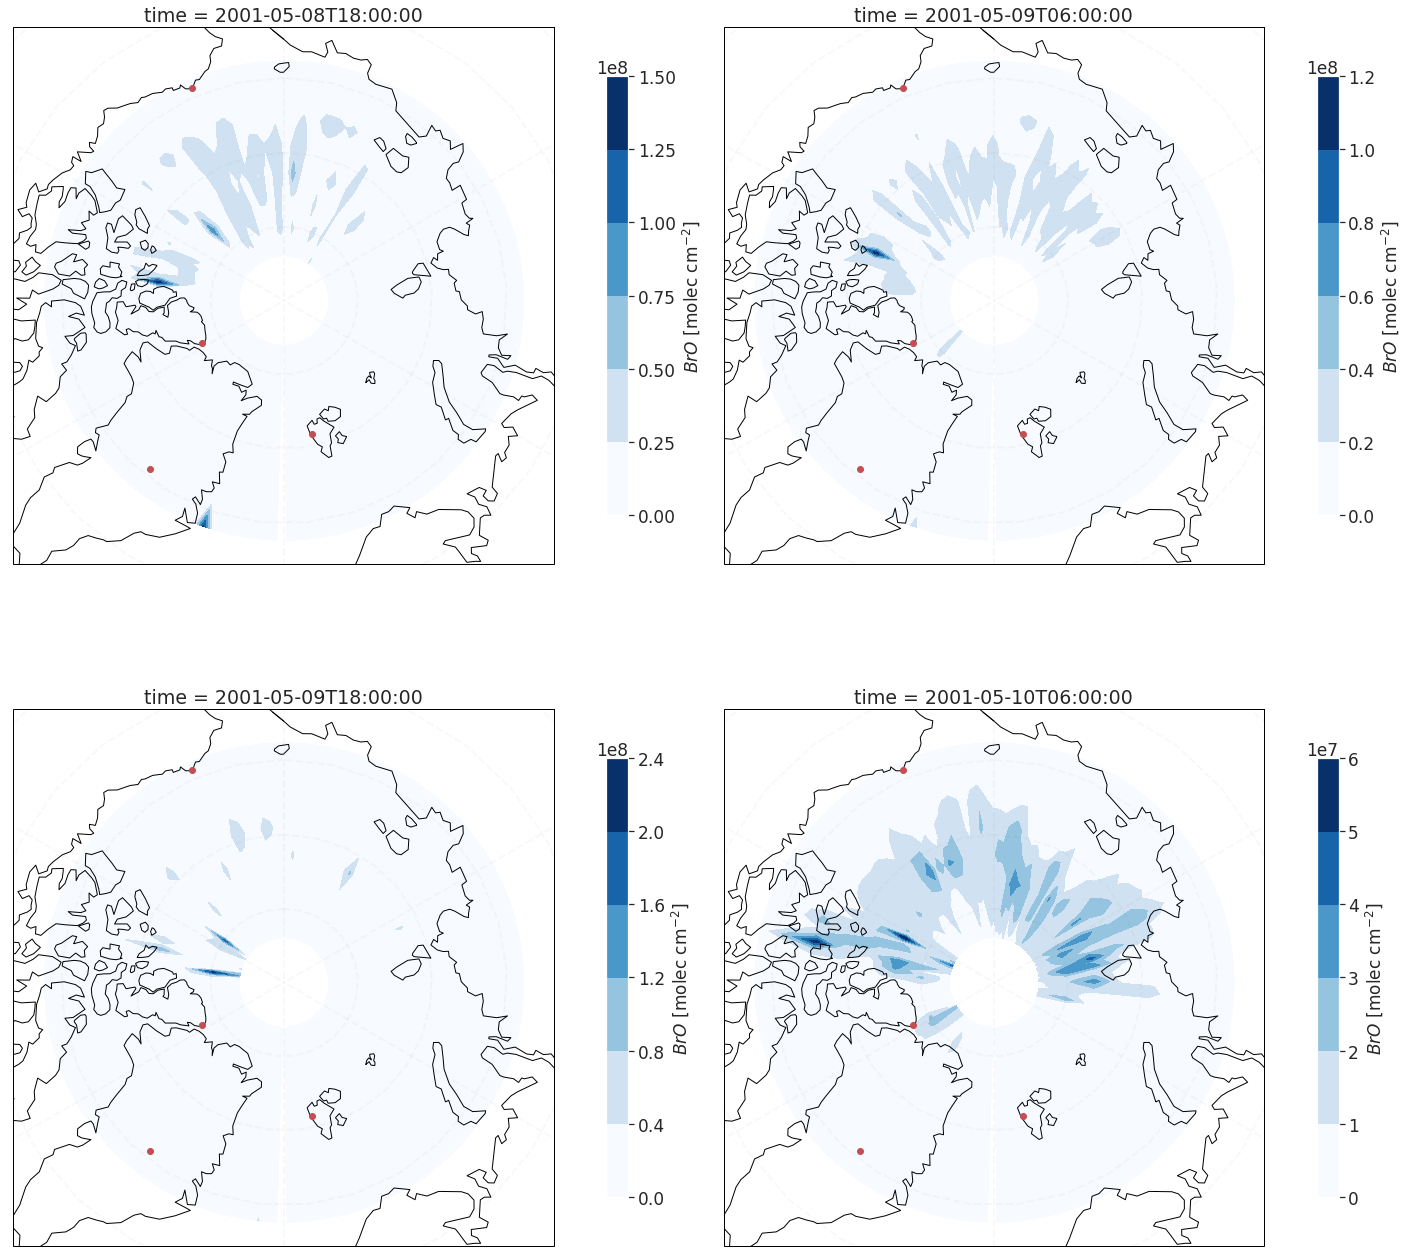 time = 2001-05-08T18:00:00
1e8
1.50
1.25
1.00
0.75
0.50
0.25
0.00
BrO [molec cm⁻²]
time = 2001-05-09T06:00:00
1e8
1.2
1.0
0.8
0.6
0.4
0.2
0.0
BrO [molec cm⁻²]
time = 2001-05-09T18:00:00
1e8
2.4
2.0
1.6
1.2
0.8
0.4
0.0
BrO [molec cm⁻²]
time = 2001-05-10T06:00:00
1e7
6
5
4
3
2
1
0
BrO [molec cm⁻²]